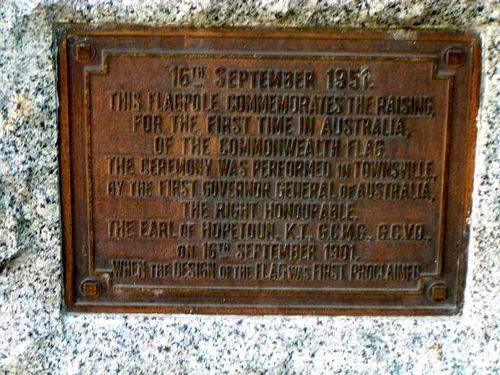 16TH SEPTEMBER 1951.
THIS FLAGPOLE COMMEMORATES THE RAISING,
FOR THE FIRST TIME IN AUSTRALIA,
OF THE COMMONWEALTH FLAG.
THE CEREMONY WAS PERFORMED IN TOWNSVILLE,
BY THE FIRST GOVERNOR GENERAL OF AUSTRALIA,
THE RIGHT HONOURABLE,
THE EARL OF HOPETOUN, K.T., G.C.M.G., G.C.V.O.,
ON 16TH SEPTEMBER 1901.
WHEN THE DESIGN OF THE FLAG WAS FIRST PROCLAIMED